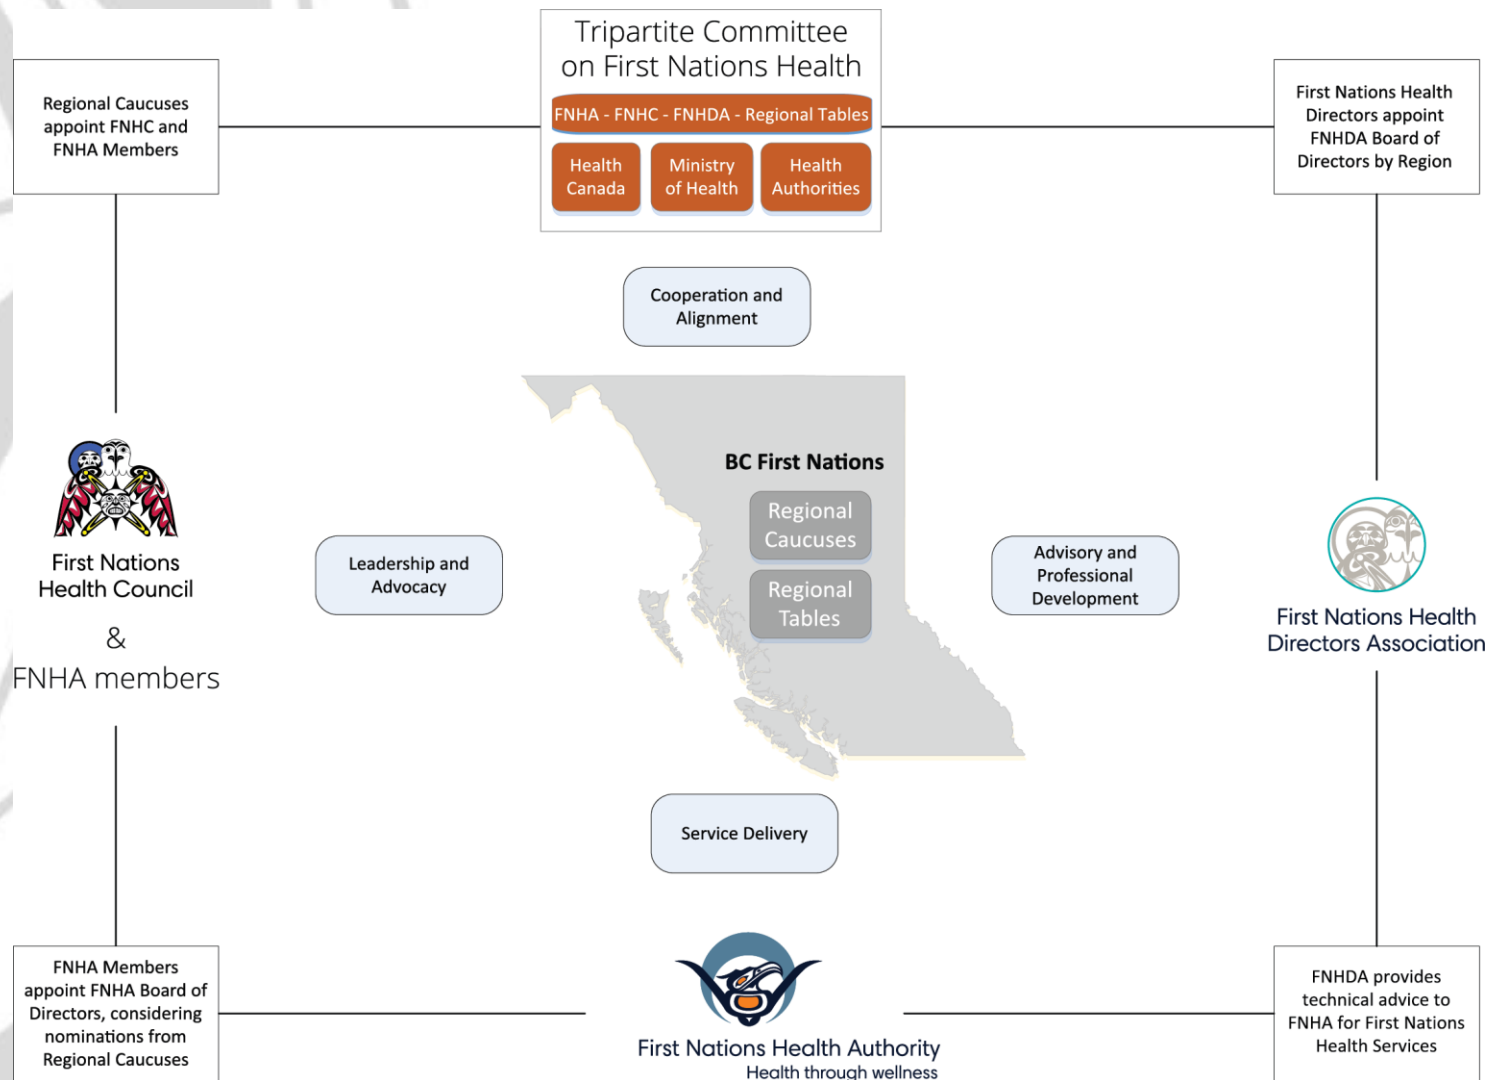 Tripartite Committee
on First Nations Health
FNHA - FNHC - FNHDA - Regional Tables
Health
Canada
Ministry
of Health
Health
Authorities
Regional Caucuses
appoint FNHC and
FNHA Members
First Nations Health
Directors appoint
FNHDA Board of
Directors by Region
Cooperation and
Alignment
BC First Nations
Regional
Caucuses
Regional
Tables
First Nations
Health Council
&
FNHA members
Leadership and
Advocacy
Advisory and
Professional
Development
First Nations Health
Directors Association
Service Delivery
FNHA Members
appoint FNHA Board of
Directors, considering
nominations from
Regional Caucuses
First Nations Health Authority
Health through wellness
FNHDA provides
technical advice to
FNHA for First Nations
Health Services